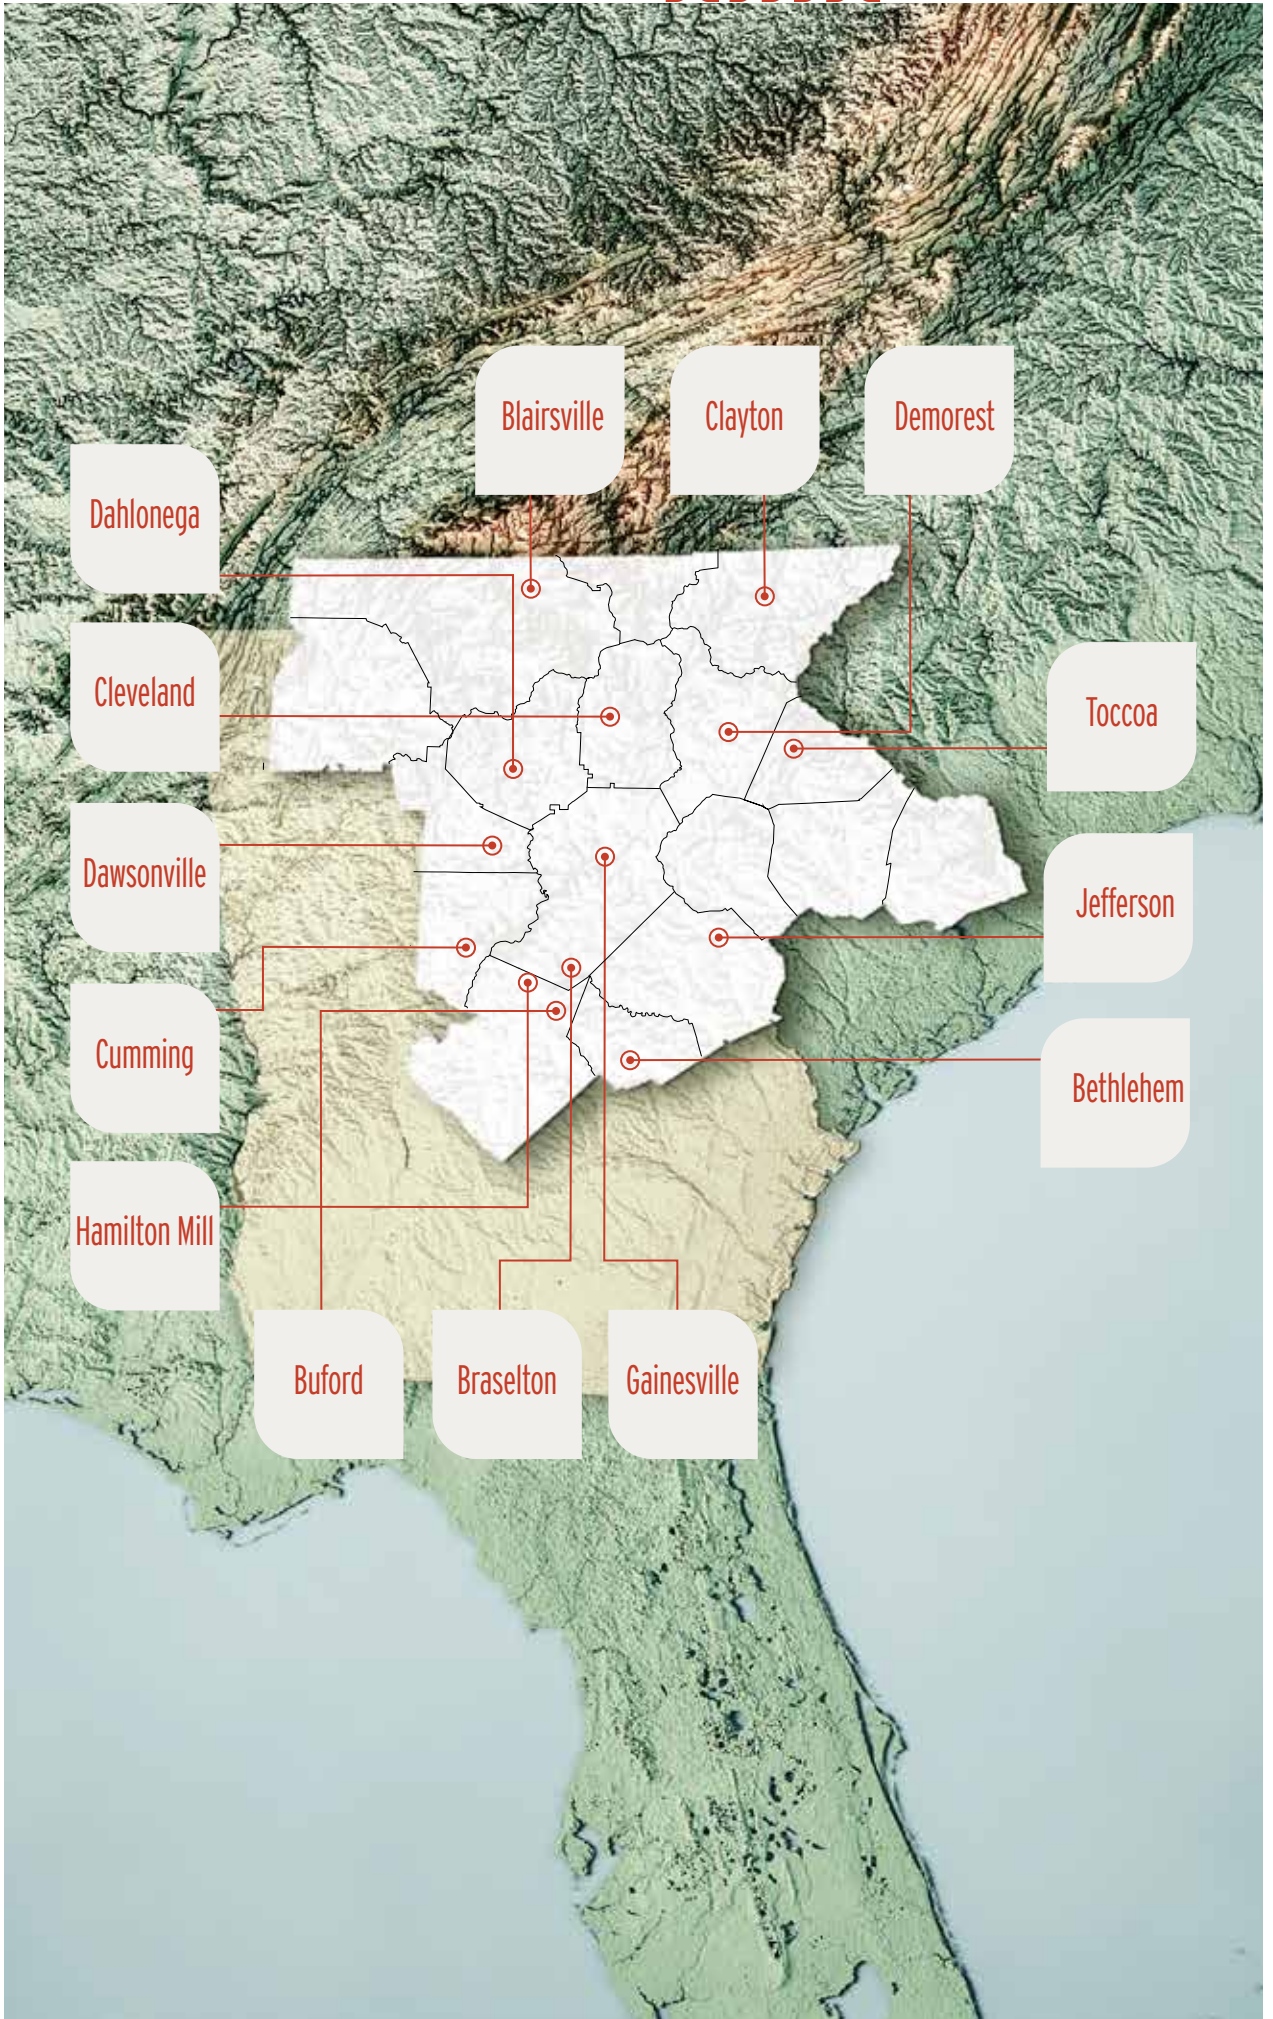 Blairsville
Clayton
Demorest
Dahlonega
Cleveland
Toccoa
Dawsonville
Jefferson
Cumming
Bethlehem
Hamilton Mill
Buford
Braselton
Gainesville